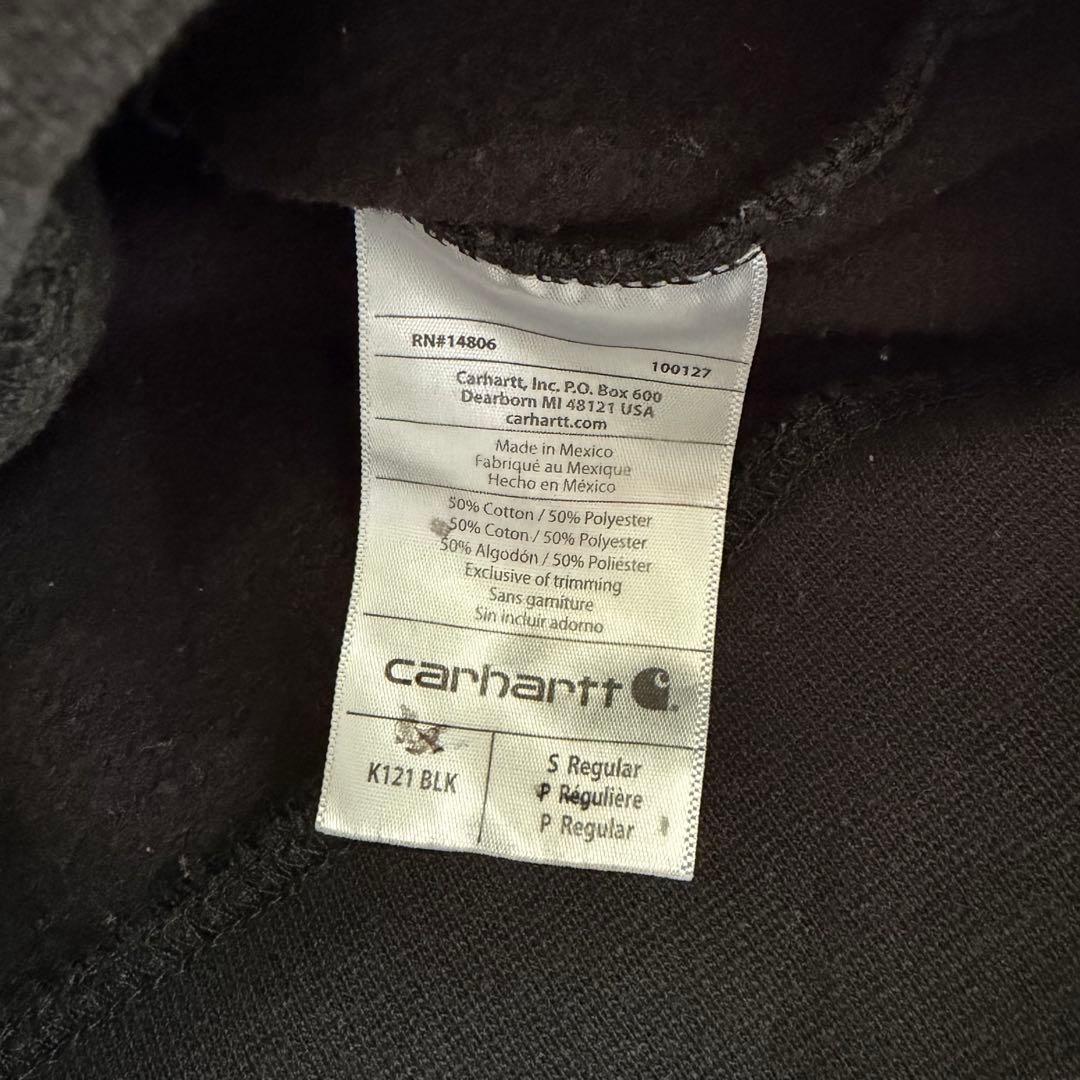 RN#14806
100127
Carhartt, Inc. P.O. Box 600
Dearborn MI 48121 USA
carhartt.com
Made in Mexico
Fabriqué au Mexique
Hecho en México
50% Cotton / 50% Polyester
50% Coton / 50% Polyester
50% Algodón / 50% Poliéster
Exclusive of trimming
Sans garniture
Sin incluir adorno
carhartt
K121 BLK
S Regular
P Régulière
P Regular